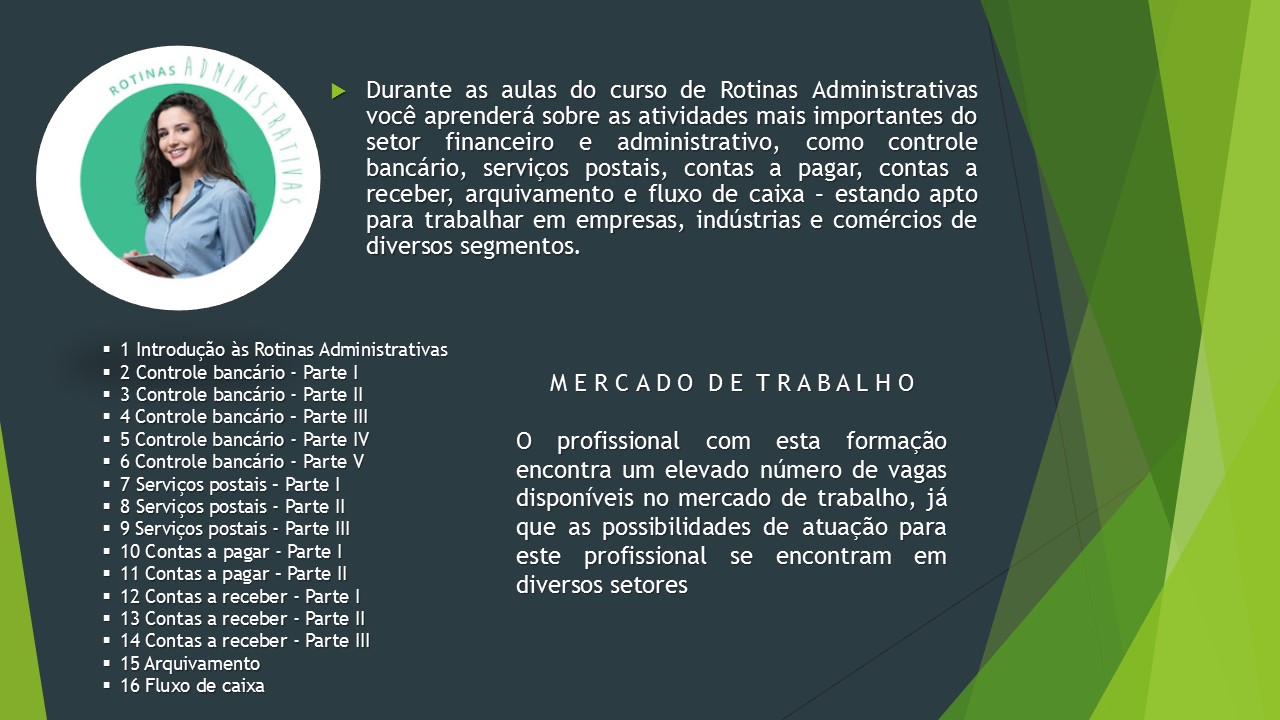 ROTINAS ADMINISTRATIVAS
Durante as aulas do curso de Rotinas Administrativas
você aprenderá sobre as atividades mais importantes do
setor financeiro e administrativo, como controle
bancário, serviços postais, contas a pagar, contas a
receber, arquivamento e fluxo de caixa – estando apto
para trabalhar em empresas, indústrias e comércios de
diversos segmentos.
1 Introdução às Rotinas Administrativas
2 Controle bancário - Parte I
3 Controle bancário - Parte II
4 Controle bancário - Parte III
5 Controle bancário - Parte IV
6 Controle bancário - Parte V
7 Serviços postais – Parte I
8 Serviços postais - Parte II
9 Serviços postais - Parte III
10 Contas a pagar - Parte I
11 Contas a pagar – Parte II
12 Contas a receber - Parte I
13 Contas a receber - Parte II
14 Contas a receber - Parte III
15 Arquivamento
16 Fluxo de caixa
MERCADO DE TRABALHO
O profissional com esta formação
encontra um elevado número de vagas
disponíveis no mercado de trabalho, já
que as possibilidades de atuação para
este profissional se encontram em
diversos setores